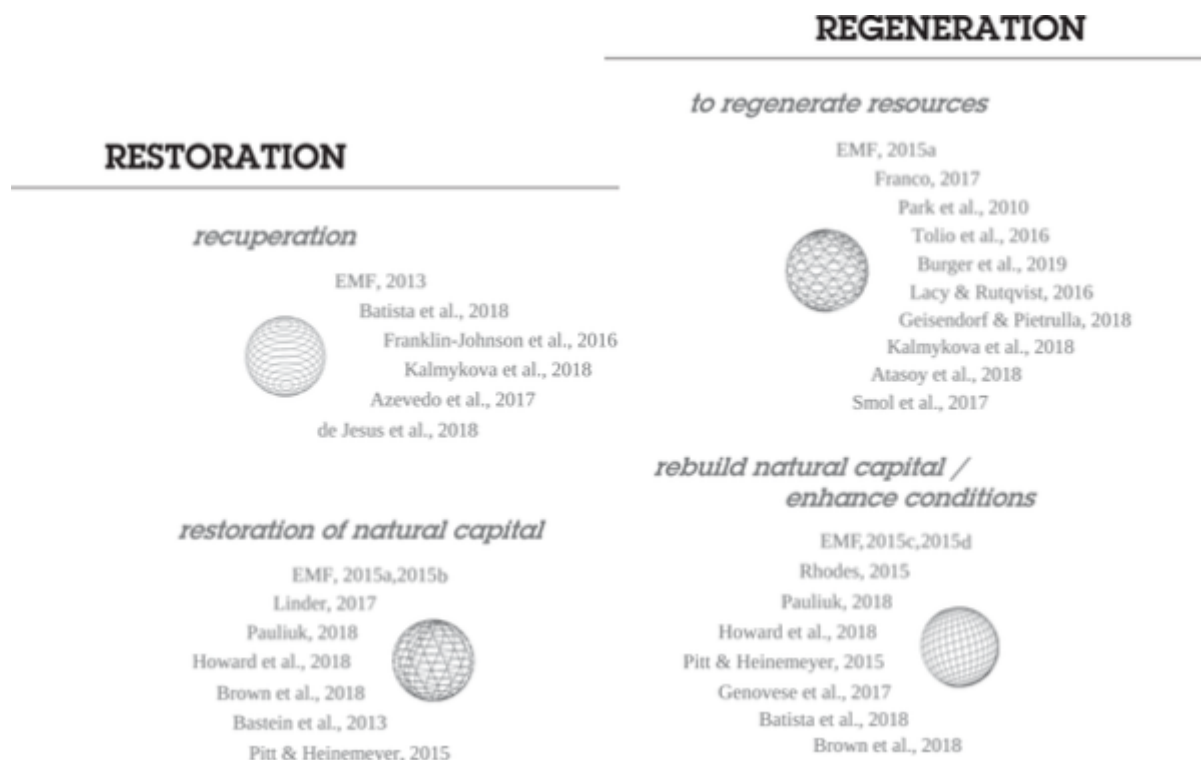 RESTORATION
recuperation
EMF, 2013
Batista et al., 2018
Franklin-Johnson et al., 2016
Kalmykova et al., 2018
Azevedo et al., 2017
de Jesus et al., 2018
restoration of natural capital
EMF, 2015a,2015b
Linder, 2017
Pauliuk, 2018
Howard et al., 2018
Brown et al., 2018
Bastein et al., 2013
Pitt & Heinemeyer, 2015
REGENERATION
to regenerate resources
EMF, 2015a
Franco, 2017
Park et al., 2010
Tolio et al., 2016
Burger et al., 2019
Lacy & Rutqvist, 2016
Geisendorf & Pietrulla, 2018
Kalmykova et al., 2018
Atasoy et al., 2018
Smol et al., 2017
rebuild natural capital /
enhance conditions
EMF,2015c,2015d
Rhodes, 2015
Pauliuk, 2018
Howard et al., 2018
Pitt & Heinemeyer, 2015
Genovese et al., 2017
Batista et al., 2018
Brown et al., 2018